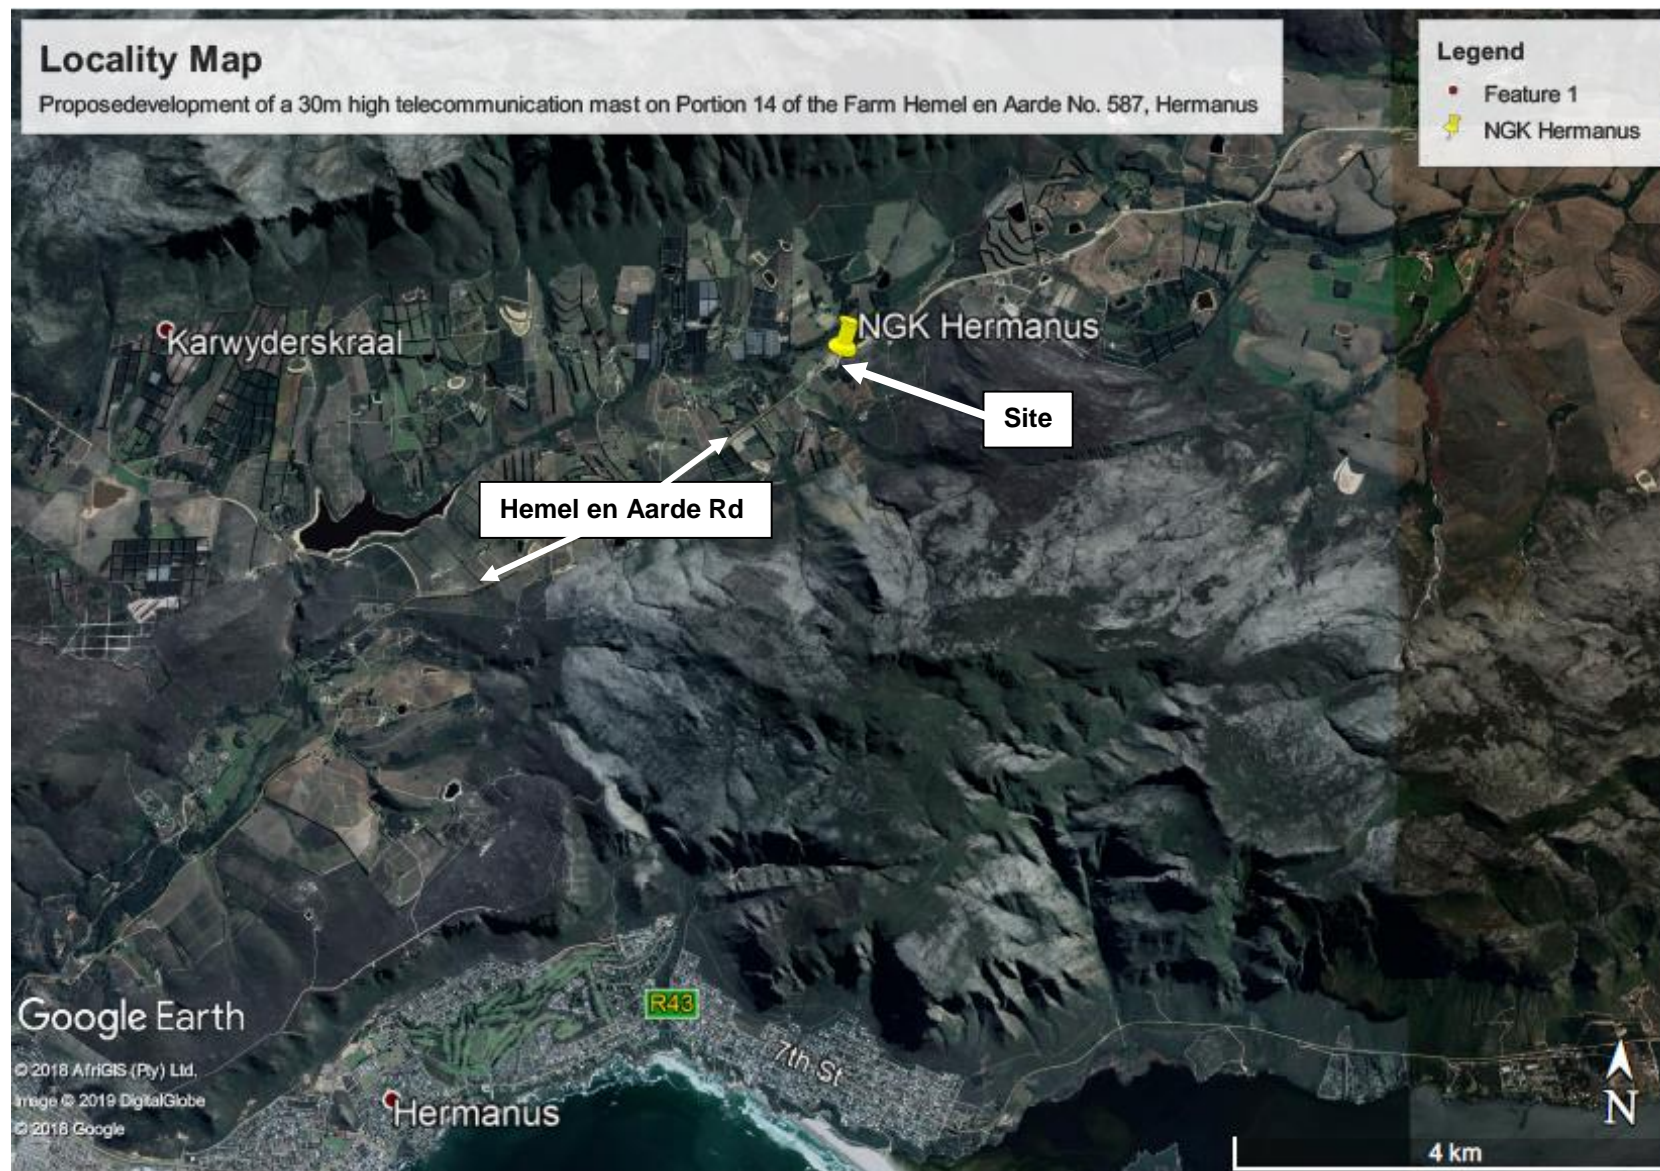 Locality Map
Proposedevelopment of a 30m high telecommunication mast on Portion 14 of the Farm Hemel en Aarde No. 587, Hermanus
Legend
Feature 1
NGK Hermanus
Karwyderskraal
NGK Hermanus
Site
Hemel en Aarde Rd
R43
7th St
Hermanus
Google Earth
© 2018 AfriGIS (Pty) Ltd.
Image © 2019 DigitalGlobe
© 2018 Google
N
4 km